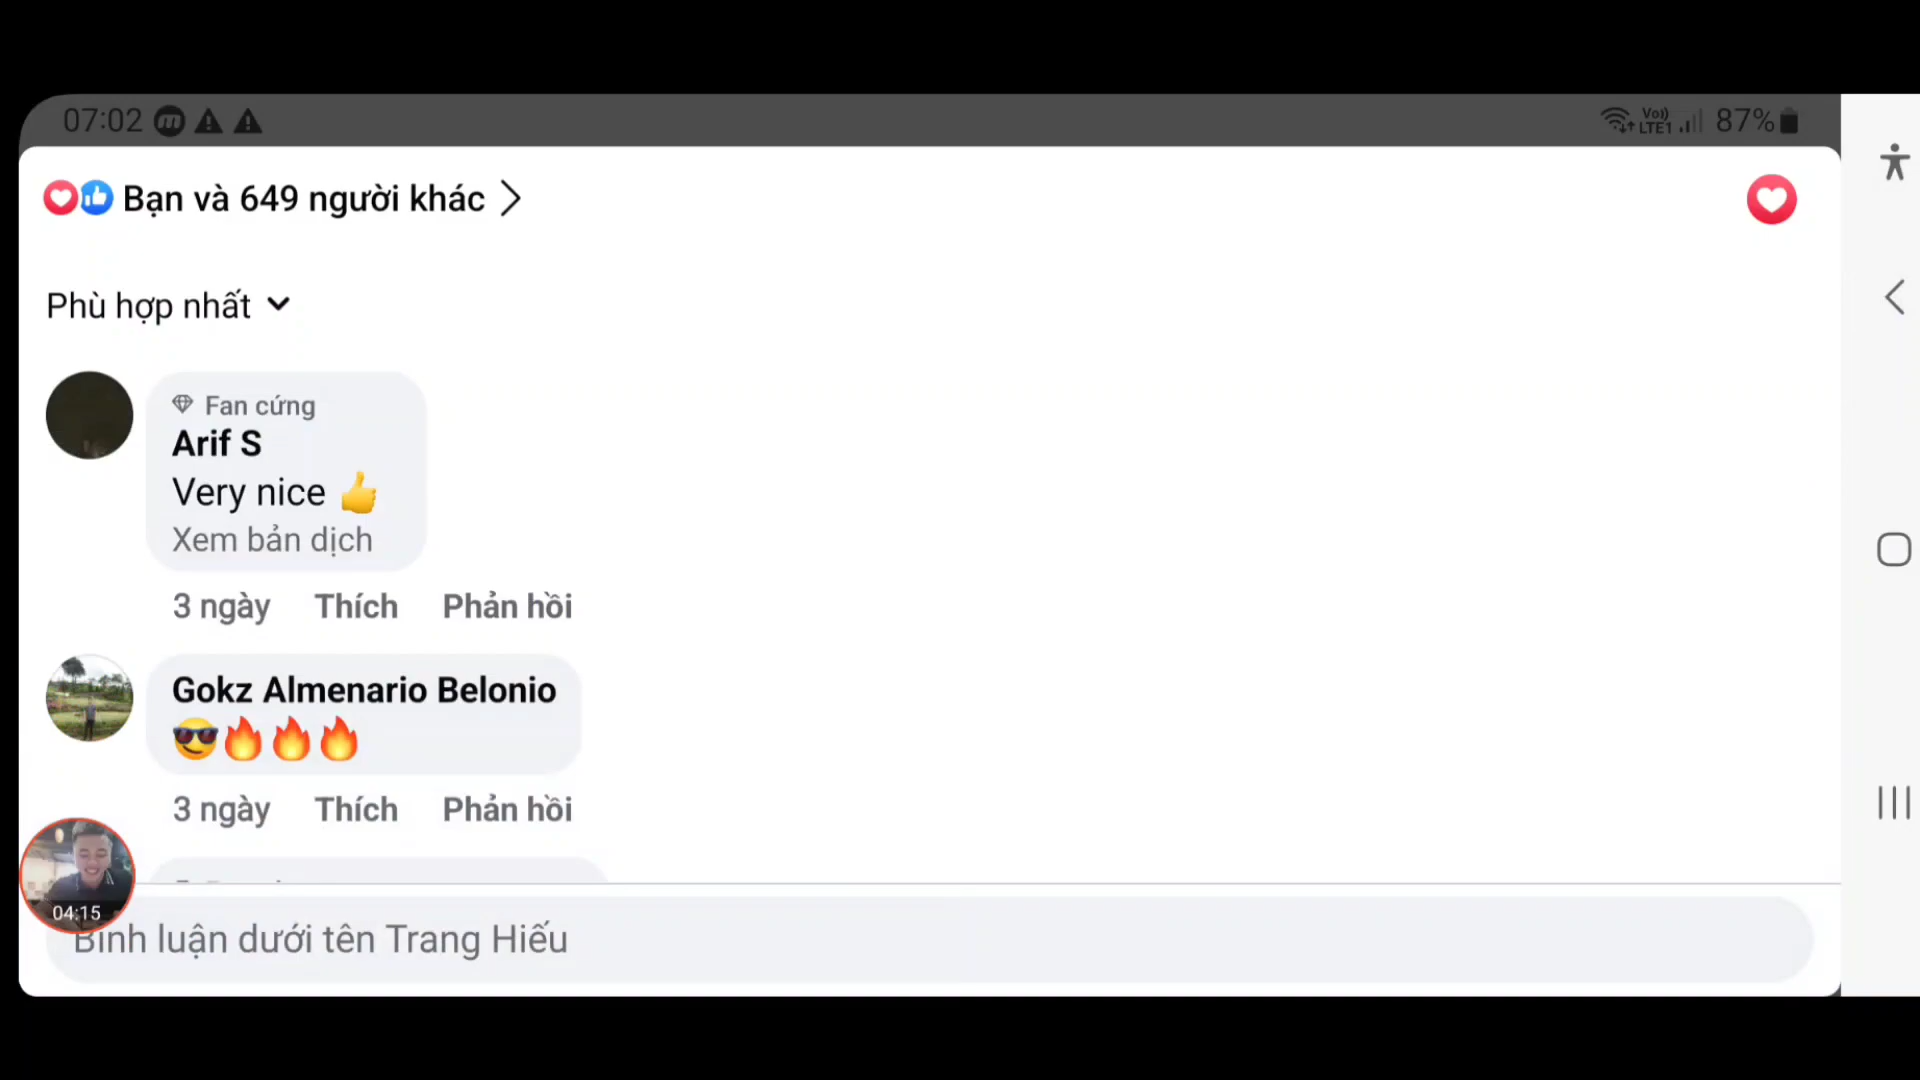 07:02
Vo)) LTE1 87%
Bạn và 649 người khác
Phù hợp nhất
Fan cứng
Arif S
Very nice 👍
Xem bản dịch
3 ngày Thích Phản hồi
Gokz Almenario Belonio
😎🔥🔥🔥
3 ngày Thích Phản hồi
04:15
Bình luận dưới tên Trang Hiếu